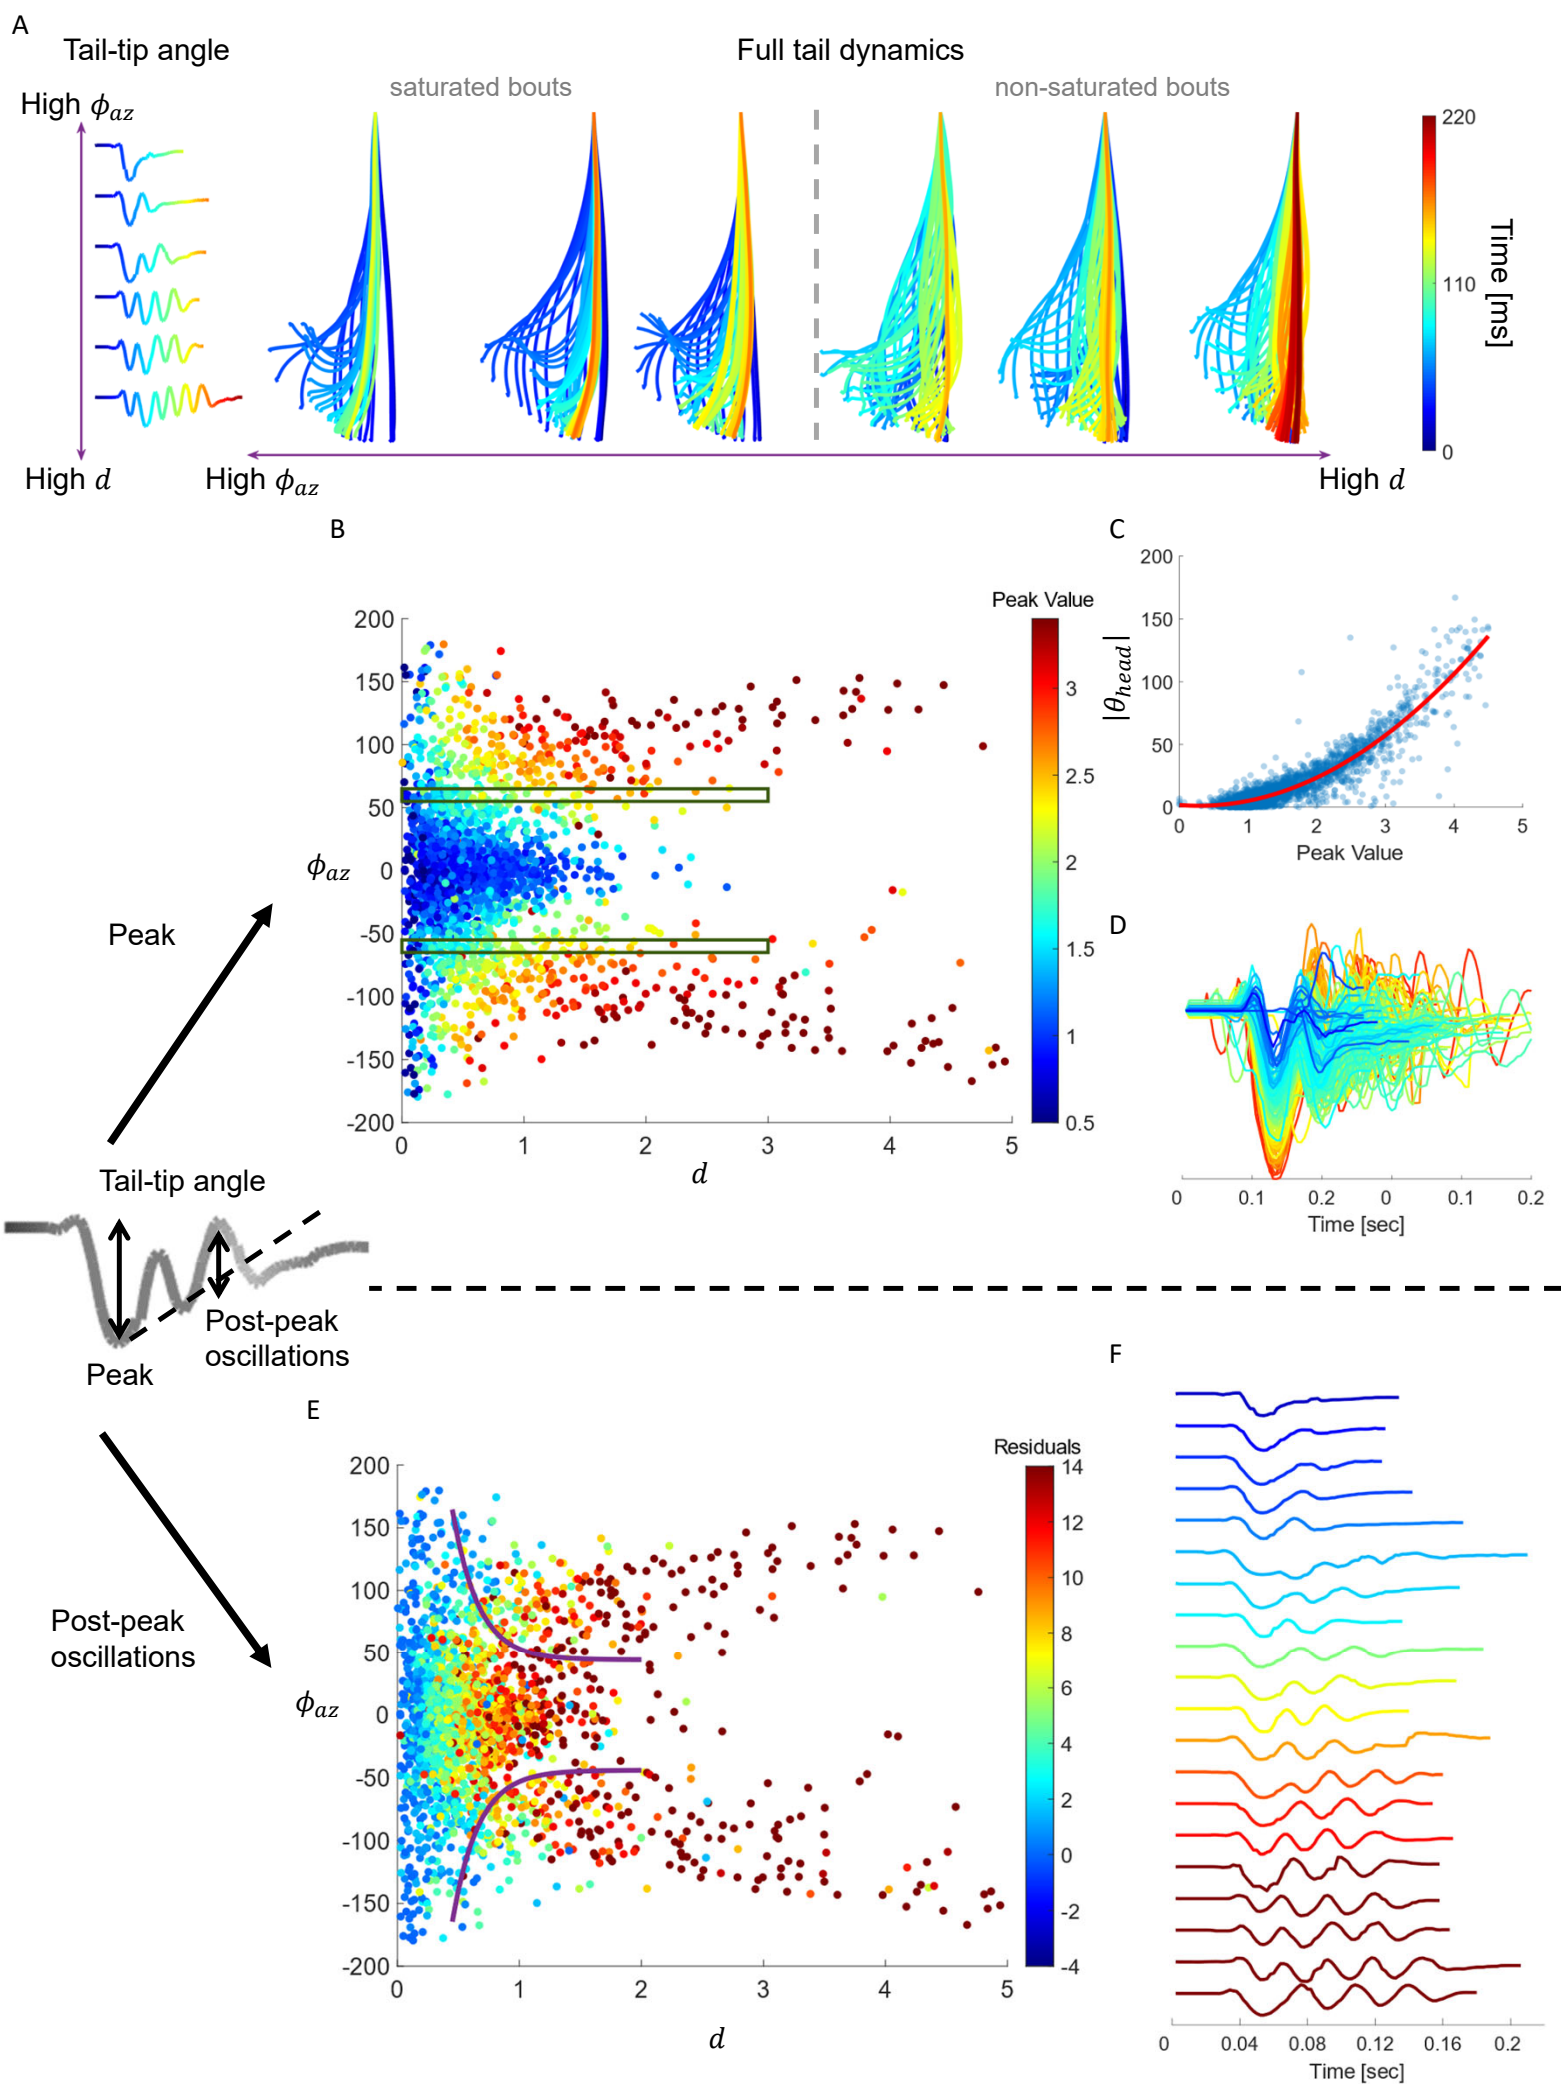 A
Tail-tip angle
Full tail dynamics
saturated bouts
non-saturated bouts
High ϕ_az
220
110
0
Time [ms]
High d
High ϕ_az
High d
B
C
Peak Value
200
150
100
50
0
-50
-100
-150
-200
ϕ_az
0 1 2 3 4 5
d
3
2.5
2
1.5
1
0.5
200
150
100
50
0
|θ_head|
0 1 2 3 4 5
Peak Value
Peak
D
0 0.1 0.2 0 0.1 0.2
Time [sec]
Tail-tip angle
Post-peak
oscillations
Peak
E
F
Residuals
200
150
100
50
0
-50
-100
-150
-200
ϕ_az
0 1 2 3 4 5
d
14
12
10
8
6
4
2
0
-2
-4
Post-peak
oscillations
0 0.04 0.08 0.12 0.16 0.2
Time [sec]